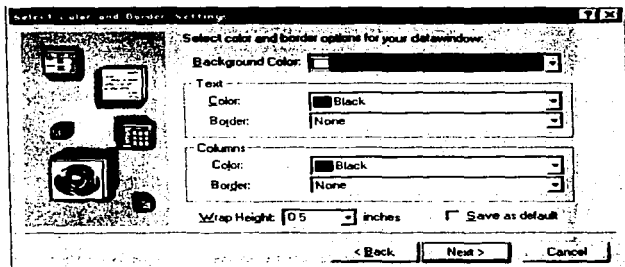 Select Color and Border Settings
Select color and border options for your datawindow:
Background Color:
Text
Color: Black
Border: None
Columns
Color: Black
Border: None
Wrap Height: 0.5 inches Save as default
< Back Next > Cancel